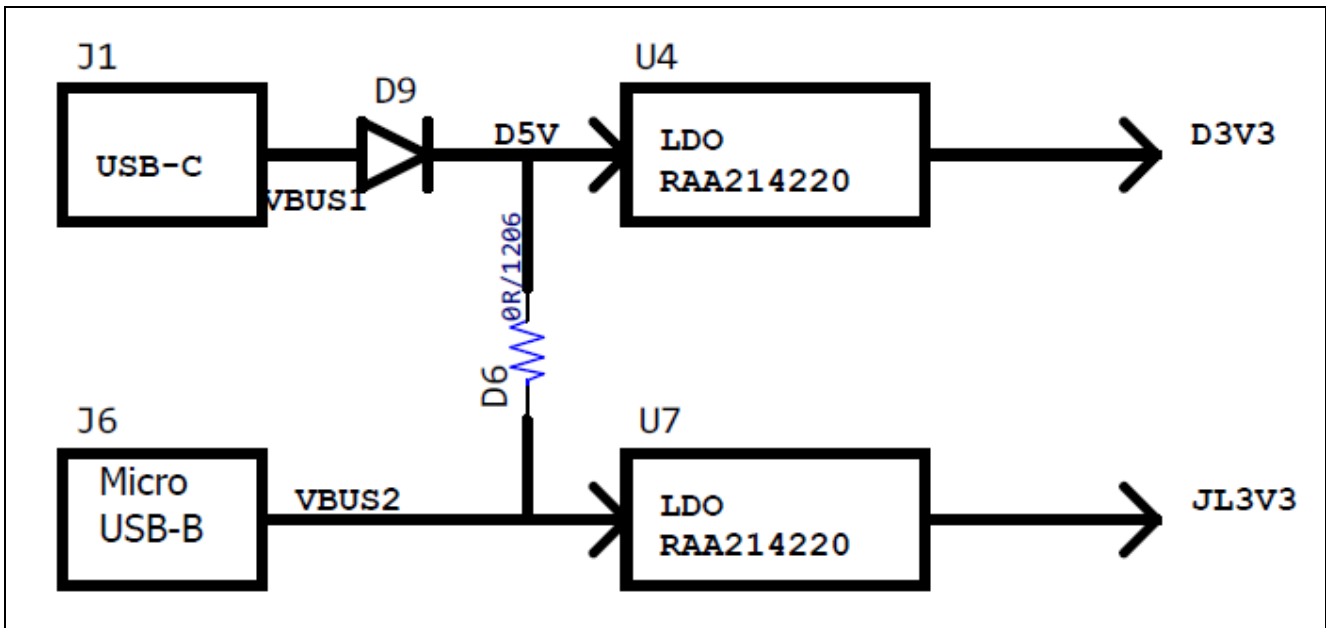 J1
USB-C
VBUS1
D9
D5V
U4
LDO
RAA214220
D3V3
0R/1206
D6
J6
Micro
USB-B
VBUS2
U7
LDO
RAA214220
JL3V3